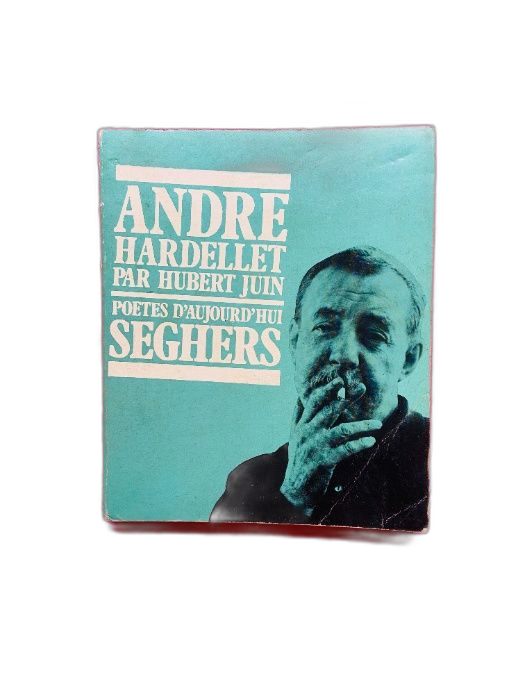 ANDRE
HARDELLET
PAR HUBERT JUIN
POETES D'AUJOURD'HUI
SEGHERS